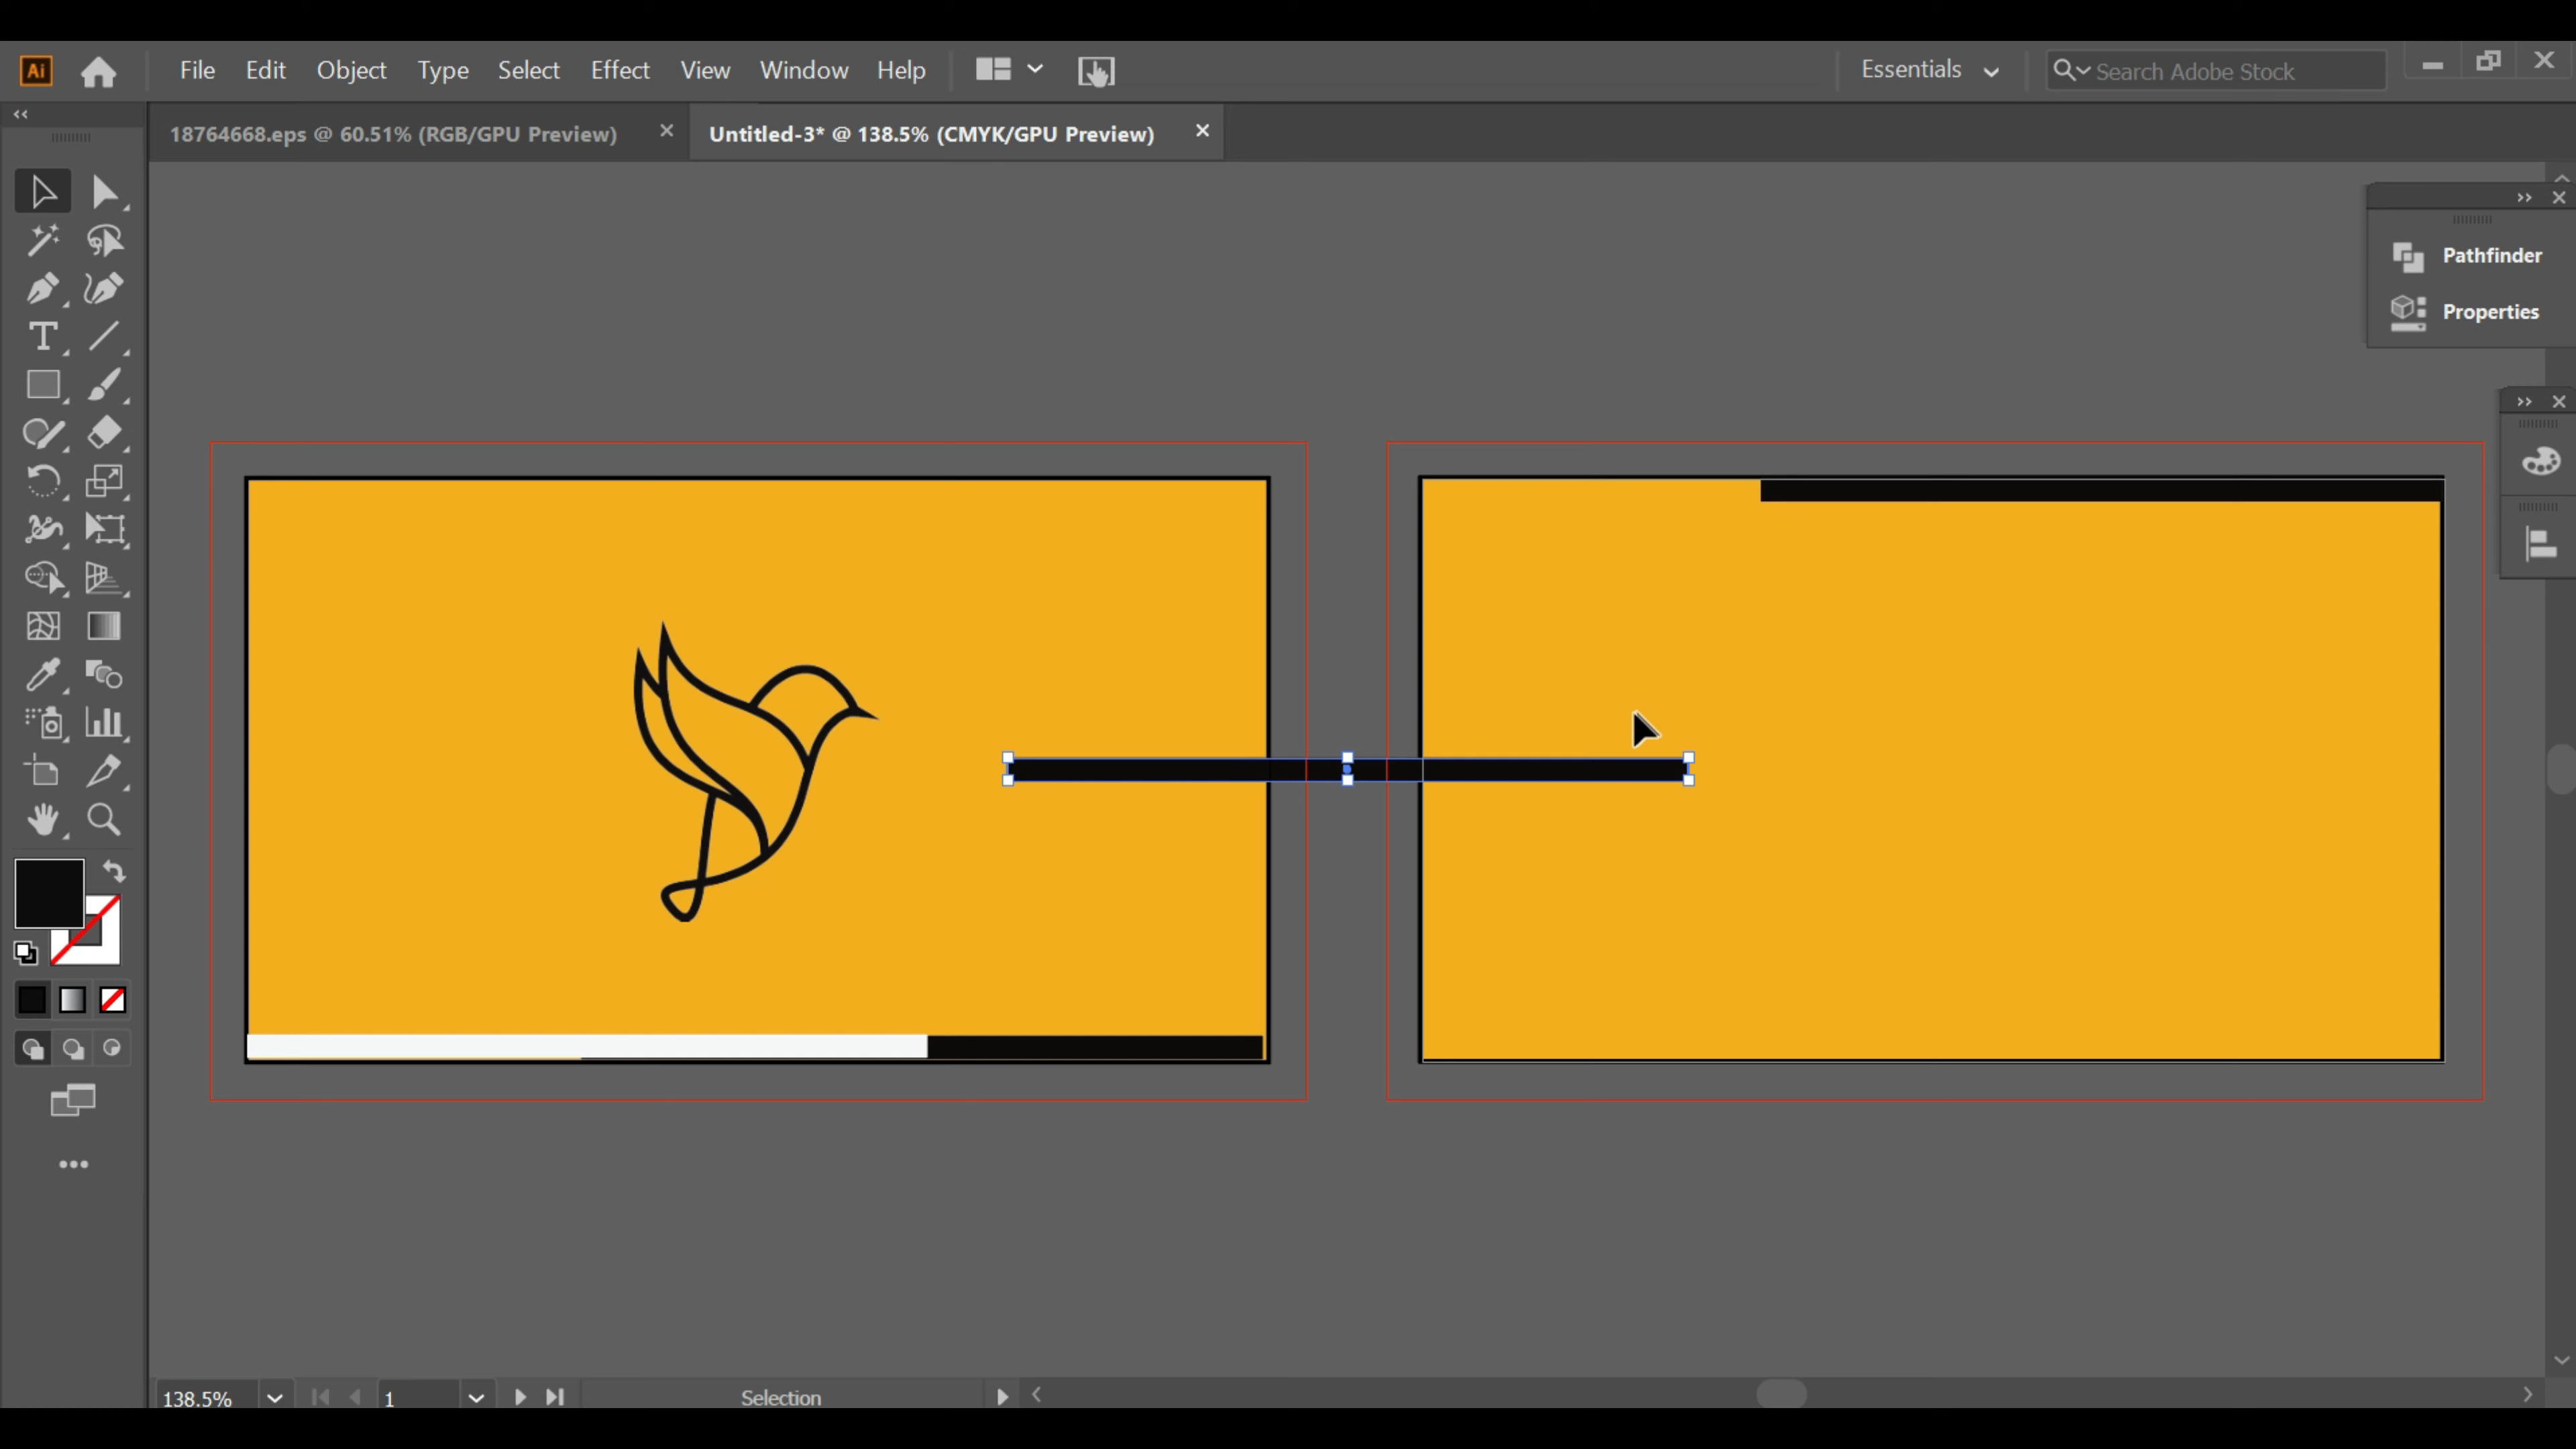 Ai File Edit Object Type Select Effect View Window Help Essentials Search Adobe Stock
18764668.eps @ 60.51% (RGB/GPU Preview) Untitled-3* @ 138.5% (CMYK/GPU Preview)
Pathfinder
Properties
138.5% 1 Selection